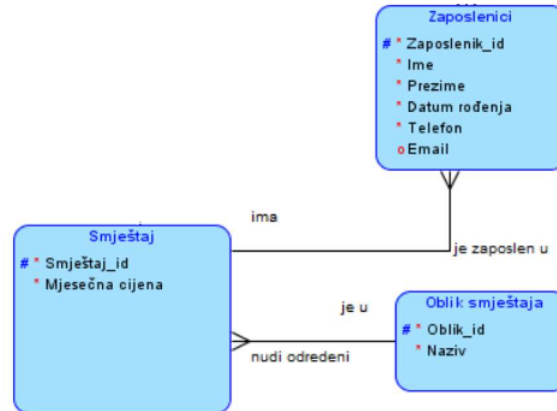 Zaposlenici
# * Zaposlenik_id
* Ime
* Prezime
* Datum rođenja
* Telefon
o Email
ima
je zaposlen u
Smještaj
# * Smještaj_id
* Mjesečna cijena
je u
nudi odredeni
Oblik smještaja
# * Oblik_id
* Naziv